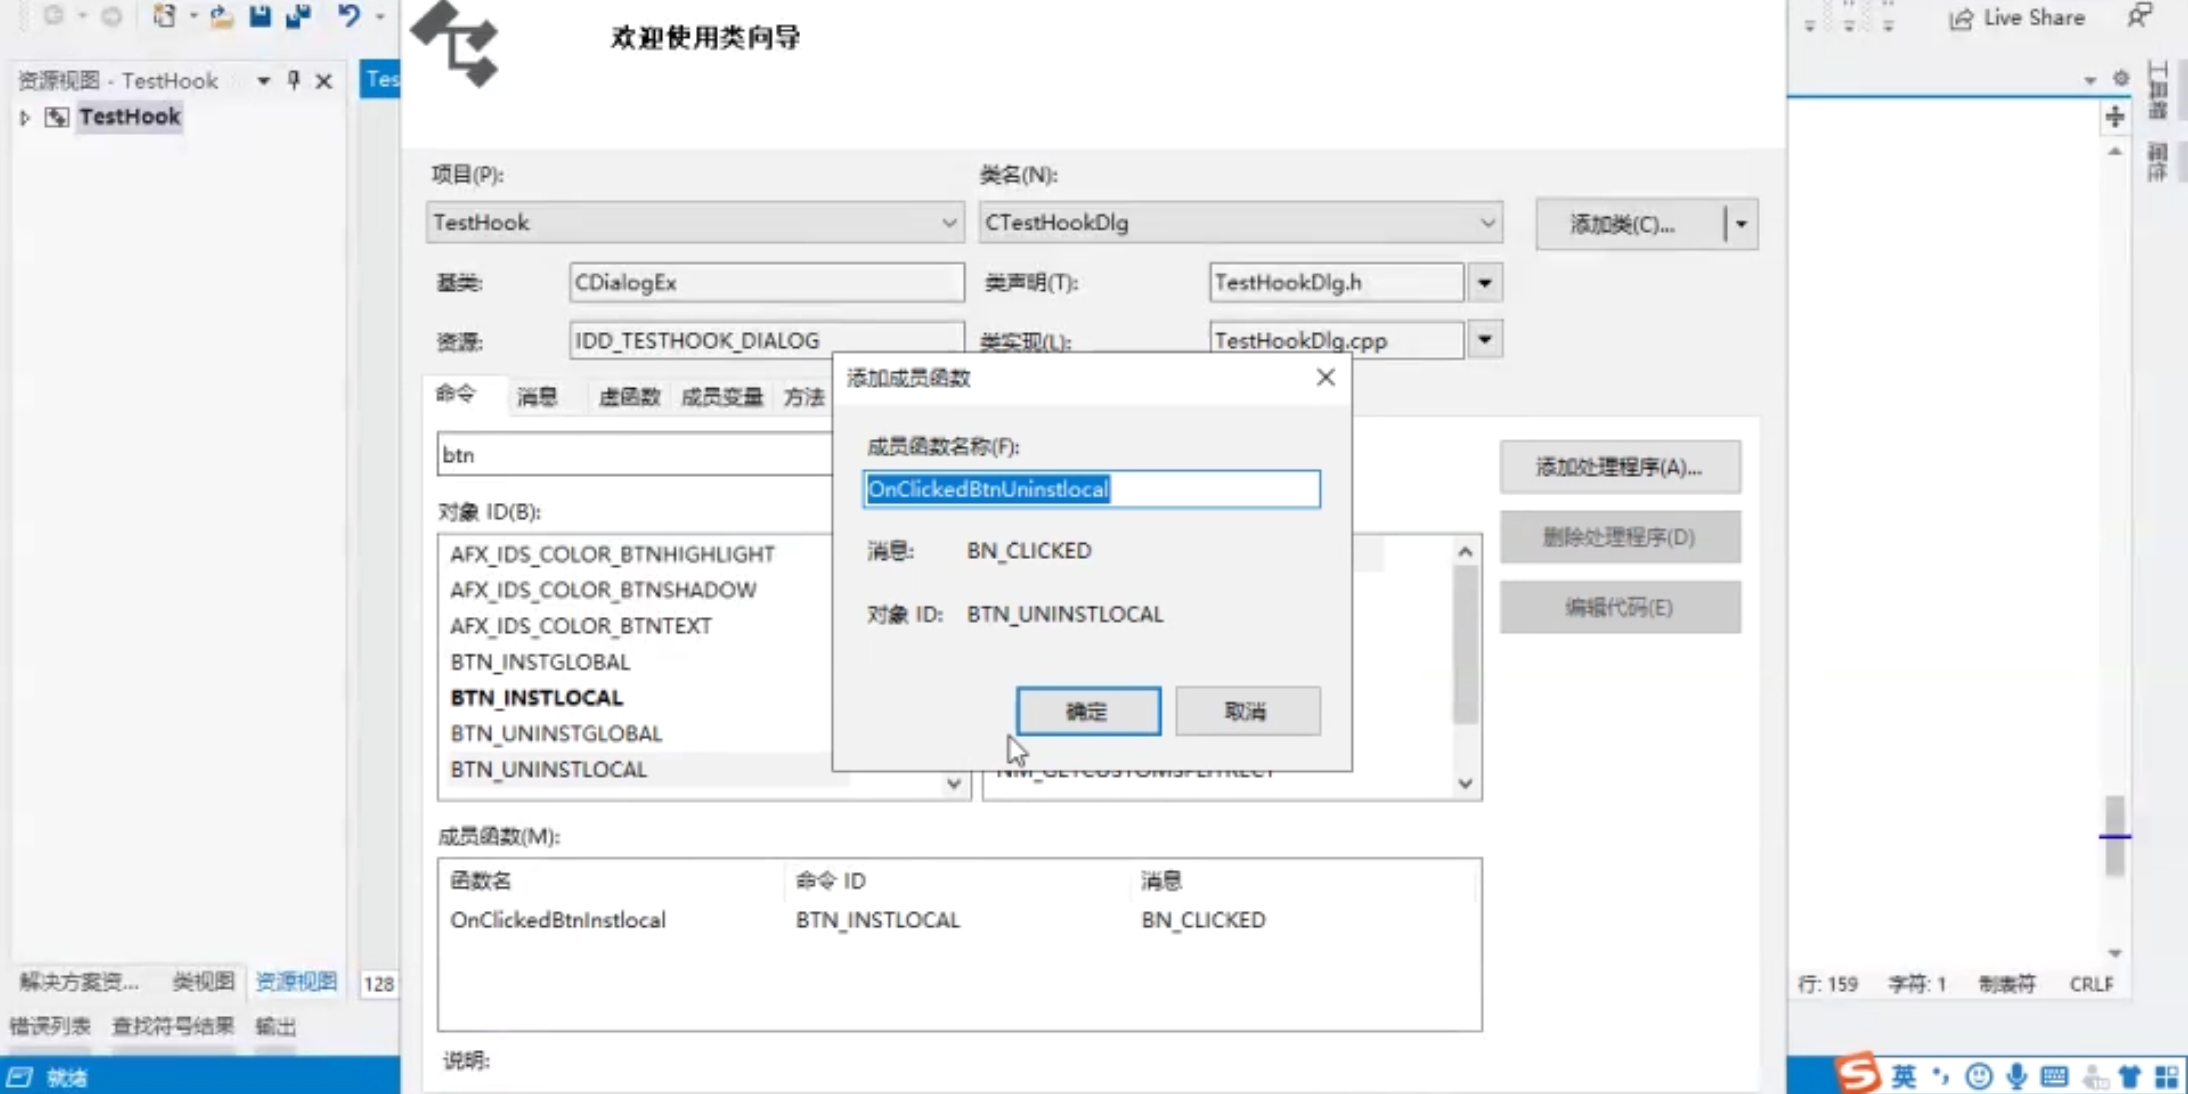 Live Share
欢迎使用类向导
资源视图 - TestHook
Tes
TestHook
工具箱
属性
项目(P):
类名(N):
TestHook
CTestHookDlg
添加类(C)...
基类:
CDialogEx
类声明(T):
TestHookDlg.h
资源:
IDD_TESTHOOK_DIALOG
类实现(L):
TestHookDlg.cpp
命令
消息
虚函数
成员变量
方法
btn
对象 ID(B):
AFX_IDS_COLOR_BTNHIGHLIGHT
AFX_IDS_COLOR_BTNSHADOW
AFX_IDS_COLOR_BTNTEXT
BTN_INSTGLOBAL
BTN_INSTLOCAL
BTN_UNINSTGLOBAL
BTN_UNINSTLOCAL
添加成员函数
成员函数名称(F):
OnClickedBtnUninstlocal
消息:
BN_CLICKED
对象 ID:
BTN_UNINSTLOCAL
确定
取消
NM_GETCUSTOMSPLITRECT
添加处理程序(A)...
删除处理程序(D)
编辑代码(E)
成员函数(M):
函数名
命令 ID
消息
OnClickedBtnInstlocal
BTN_INSTLOCAL
BN_CLICKED
说明:
解决方案资...
类视图
资源视图
128
行: 159
字符: 1
制表符
CRLF
错误列表
查找符号结果
输出
就绪
英